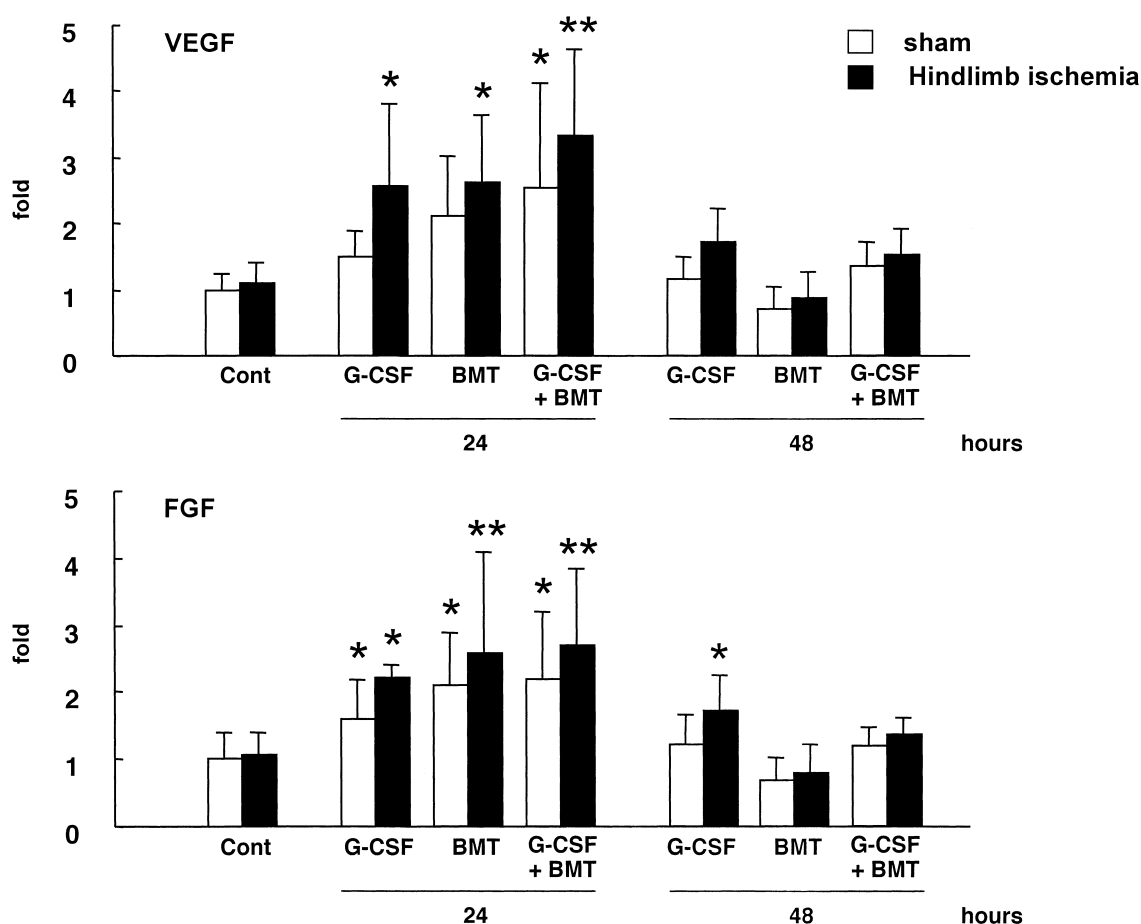 5
VEGF
sham
Hindlimb ischemia
4
3
2
1
0
fold
* * * **
Cont G-CSF BMT G-CSF + BMT G-CSF BMT G-CSF + BMT
24 48 hours
5
FGF
4
3
2
1
0
fold
* * * ** * ** *
Cont G-CSF BMT G-CSF + BMT G-CSF BMT G-CSF + BMT
24 48 hours